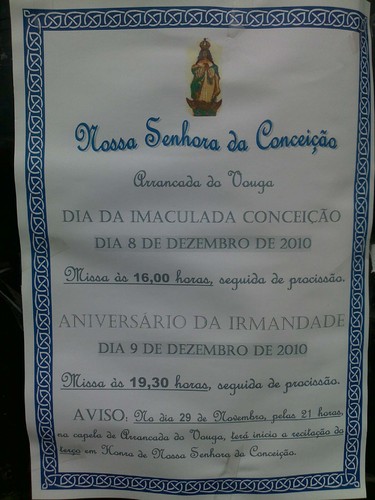 Nossa Senhora da Conceição
Arrancada do Vouga
DIA DA IMACULADA CONCEIÇÃO
DIA 8 DE DEZEMBRO DE 2010
Missa às 16,00 horas, seguida de procissão.
ANIVERSÁRIO DA IRMANDADE
DIA 9 DE DEZEMBRO DE 2010
Missa às 19,30 horas, seguida de procissão.
AVISO: No dia 29 de Novembro, pelas 21 horas,
na capela de Arrancada do Vouga, terá início a recitação do
terço em Honra de Nossa Senhora da Conceição.